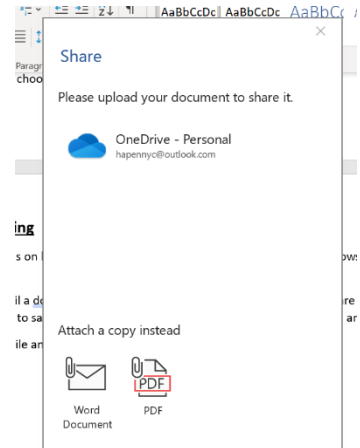 AaBbCcDc AaBbCcDc AaBbCc
Paragr
choo
Share
Please upload your document to share it.
OneDrive - Personal
hapennyc@outlook.com
ing
s on
ows
il a do
re
to sa
an
ile an
Attach a copy instead
PDF
Word
Document
PDF